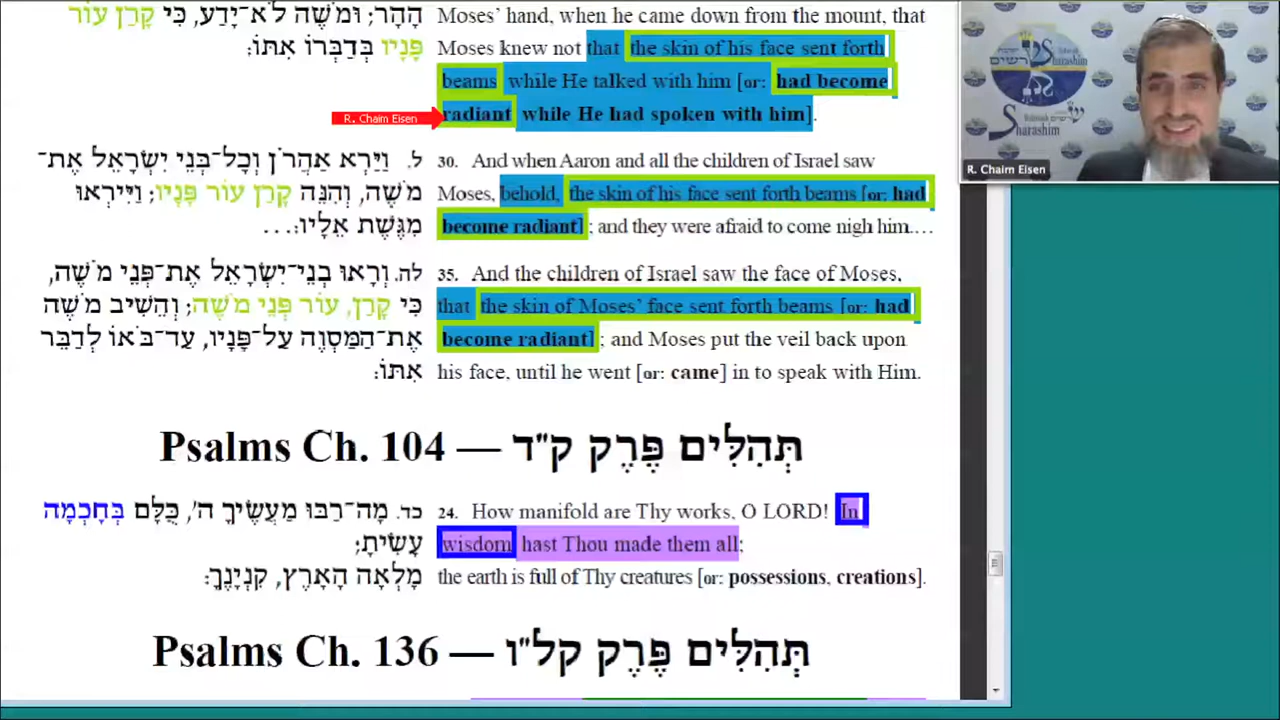 הָהָר; וּמֹשֶׁה לֹא־יָדַע, כִּי קָרַן עוֹר
פָּנָיו בְּדַבְּרוֹ אִתּוֹ:
Moses' hand, when he came down from the mount, that
Moses knew not that the skin of his face sent forth
beams while He talked with him [or: had become
radiant while He had spoken with him].
R. Chaim Eisen
ל. וַיַּרְא אַהֲרֹן וְכָל־בְּנֵי יִשְׂרָאֵל אֶת־
מֹשֶׁה, וְהִנֵּה קָרַן עוֹר פָּנָיו; וַיִּירְאוּ
מִגֶּשֶׁת אֵלָיו:...
30. And when Aaron and all the children of Israel saw
Moses, behold, the skin of his face sent forth beams [or: had
become radiant]; and they were afraid to come nigh him....
לה. וְרָאוּ בְנֵי־יִשְׂרָאֵל אֶת־פְּנֵי מֹשֶׁה,
כִּי קָרַן, עוֹר פְּנֵי מֹשֶׁה; וְהֵשִׁיב מֹשֶׁה
אֶת־הַמַּסְוֶה עַל־פָּנָיו, עַד־בֹּאוֹ לְדַבֵּר
אִתּוֹ:
35. And the children of Israel saw the face of Moses,
that the skin of Moses' face sent forth beams [or: had
become radiant]; and Moses put the veil back upon
his face, until he went [or: came] in to speak with Him.
Psalms Ch. 104 — תְּהִלִּים פֶּרֶק ק"ד
כד. מָה־רַבּוּ מַעֲשֶׂיךָ ה', כֻּלָּם בְּחָכְמָה
עָשִׂיתָ;
מָלְאָה הָאָרֶץ, קִנְיָנֶךָ:
24. How manifold are Thy works, O LORD! In
wisdom hast Thou made them all;
the earth is full of Thy creatures [or: possessions, creations].
Psalms Ch. 136 — תְּהִלִּים פֶּרֶק קל"ו
Sharashim
R. Chaim Eisen